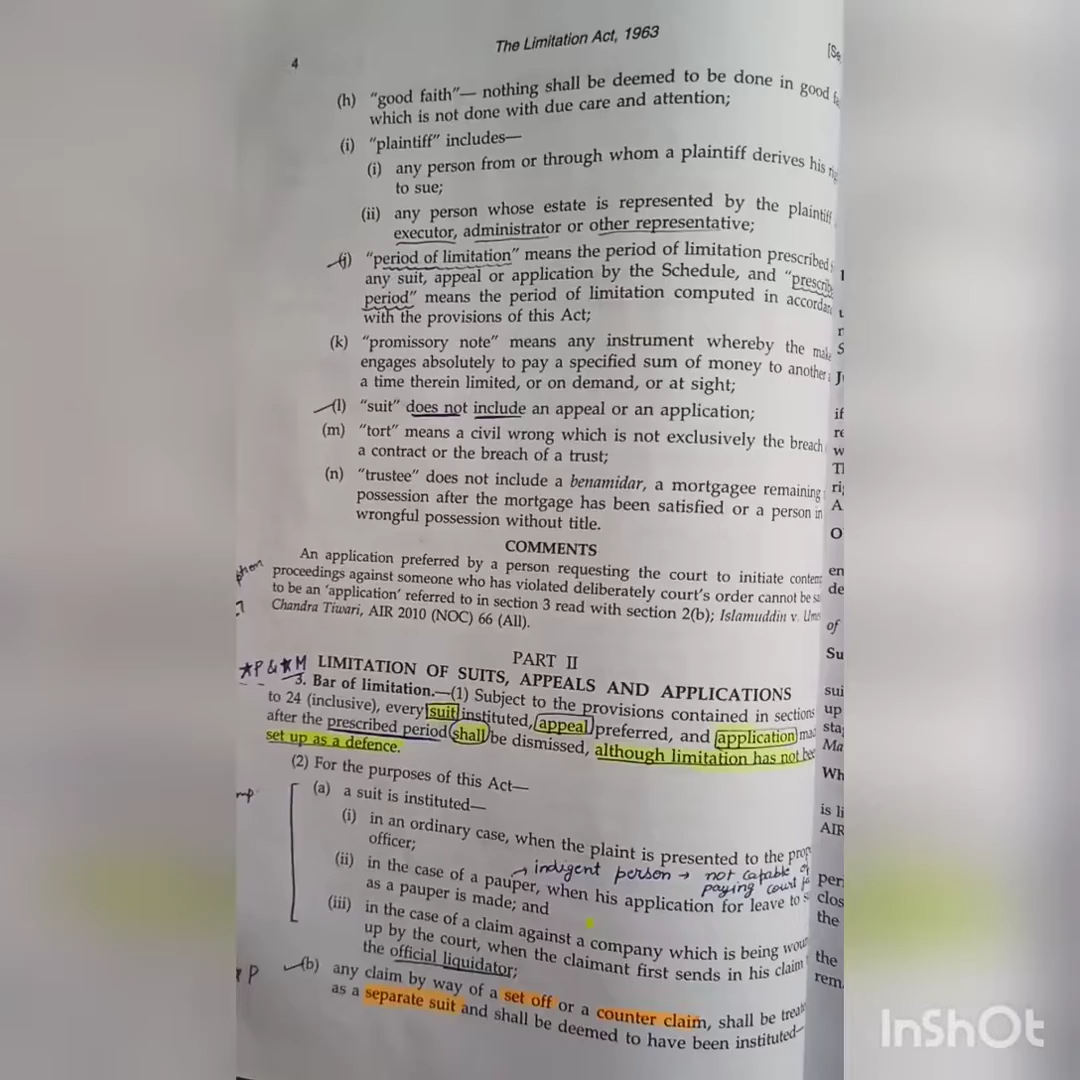 4
The Limitation Act, 1963
[Se
(h) "good faith"— nothing shall be deemed to be done in good
which is not done with due care and attention;
(i) "plaintiff" includes—
(i) any person from or through whom a plaintiff derives his
to sue;
(ii) any person whose estate is represented by the plaintiff
executor, administrator or other representative;
(j) "period of limitation" means the period of limitation prescribed
any suit, appeal or application by the Schedule, and "prescrib
period" means the period of limitation computed in accordan
with the provisions of this Act;
(k) "promissory note" means any instrument whereby the make
engages absolutely to pay a specified sum of money to another
a time therein limited, or on demand, or at sight;
(l) "suit" does not include an appeal or an application;
(m) "tort" means a civil wrong which is not exclusively the breach
a contract or the breach of a trust;
(n) "trustee" does not include a benamidar, a mortgagee remaining
possession after the mortgage has been satisfied or a person in
wrongful possession without title.
COMMENTS
An application preferred by a person requesting the court to initiate contem
proceedings against someone who has violated deliberately court's order cannot be sa
to be an 'application' referred to in section 3 read with section 2(b); Islamuddin v. Umes
Chandra Tiwari, AIR 2010 (NOC) 66 (All).
PART II
★P & ★M LIMITATION OF SUITS, APPEALS AND APPLICATIONS
3. Bar of limitation.—(1) Subject to the provisions contained in sections
to 24 (inclusive), every suit instituted, appeal preferred, and application mad
after the prescribed period shall be dismissed, although limitation has not bee
set up as a defence.
(2) For the purposes of this Act—
(a) a suit is instituted—
(i) in an ordinary case, when the plaint is presented to the prop
officer;
→ indigent person → not capable of
paying court
(ii) in the case of a pauper, when his application for leave to s
as a pauper is made; and
(iii) in the case of a claim against a company which is being woun
up by the court, when the claimant first sends in his claim
the official liquidator;
(b) any claim by way of a set off or a counter claim, shall be treate
as a separate suit and shall be deemed to have been instituted—
InShOt